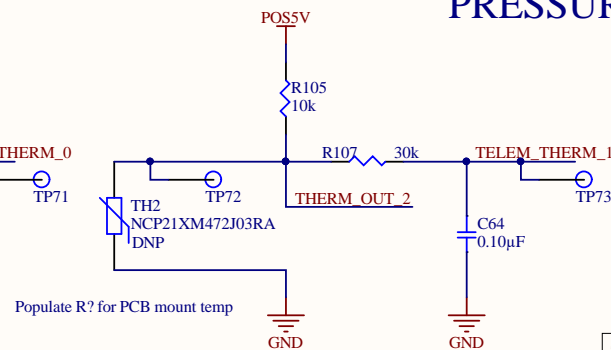 PRESSUR
POS5V
R105
10k
THERM_0
R107
30k
TELEM_THERM_1
TP71
TP72
TP73
THERM_OUT_2
TH2
NCP21XM472J03RA
DNP
C64
0.10µF
Populate R? for PCB mount temp
GND
GND